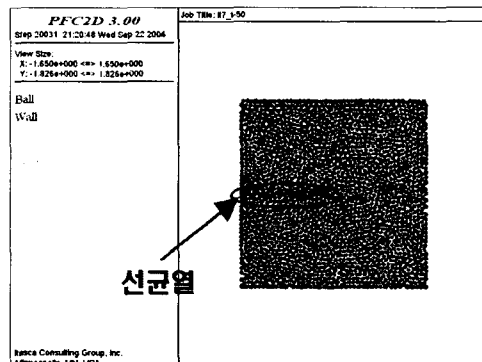 PFC2D 3.00
Job Title: ll7_t-50
Step 20031 21:20:48 Wed Sep 22 2004
View Size:
X: -1.650e+000 <=> 1.650e+000
Y: -1.826e+000 <=> 1.826e+000
Ball
Wall
선균열
Itasca Consulting Group, Inc.